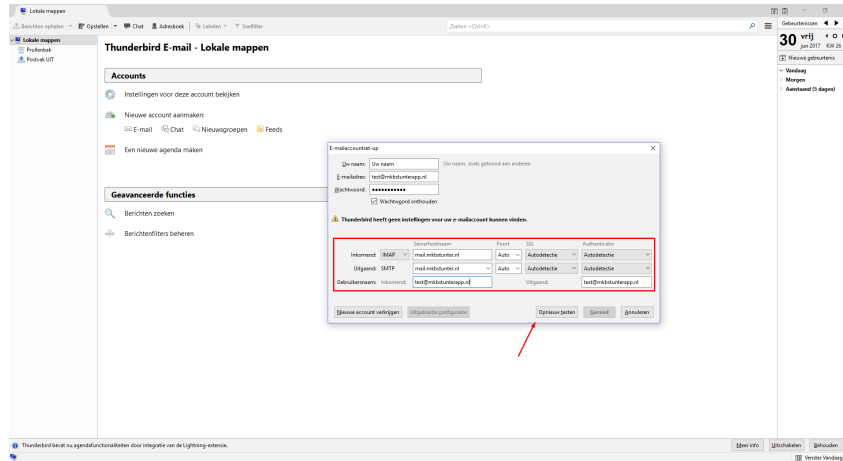 Lokale mappen
Berichten ophalen Opstellen Chat Adresboek Labelen Snelfilter Zoeken <Ctrl+K>
Gebeurtenissen
Lokale mappen
Prullenbak
Postvak UIT
Thunderbird E-mail - Lokale mappen
30 vrij
jun 2017 KW 26
Nieuwe gebeurtenis
Vandaag
Morgen
Aanstaand (5 dagen)
Accounts
Instellingen voor deze account bekijken
Nieuwe account aanmaken:
E-mail Chat Nieuwsgroepen Feeds
Een nieuwe agenda maken
Geavanceerde functies
Berichten zoeken
Berichtenfilters beheren
E-mailaccountset-up
Uw naam: Uw naam Uw naam, zoals getoond aan anderen
E-mailadres: test@mkbstunterapp.nl
Wachtwoord:
Wachtwoord onthouden
Thunderbird heeft geen instellingen voor uw e-mailaccount kunnen vinden.
Serverhostnaam Poort SSL Authenticatie
Inkomend: IMAP mail.mkbstunter.nl Auto Autodetectie Autodetectie
Uitgaand: SMTP mail.mkbstunter.nl Auto Autodetectie Autodetectie
Gebruikersnaam: Inkomend: test@mkbstunterapp.nl Uitgaand: test@mkbstunterapp.nl
Nieuwe account verkrijgen Uitgebreide configuratie Opnieuw testen Gereed Annuleren
Thunderbird bevat nu agendafunctionaliteiten door integratie van de Lightning-extensie. Meer info Uitschakelen Behouden
Venster Vandaag